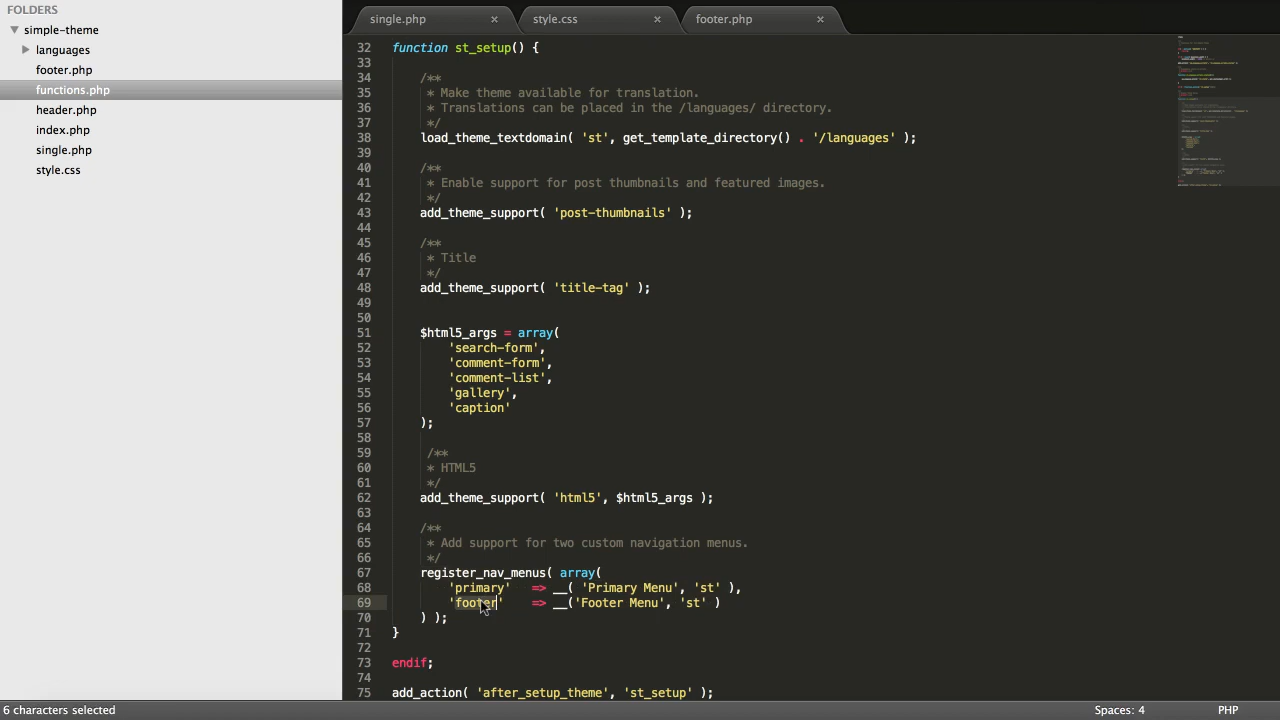 FOLDERS
simple-theme
languages
footer.php
functions.php
header.php
index.php
single.php
style.css
single.php × style.css × footer.php ×
32 function st_setup() {
33
34 /**
35 * Make theme available for translation.
36 * Translations can be placed in the /languages/ directory.
37 */
38 load_theme_textdomain( 'st', get_template_directory() . '/languages' );
39
40 /**
41 * Enable support for post thumbnails and featured images.
42 */
43 add_theme_support( 'post-thumbnails' );
44
45 /**
46 * Title
47 */
48 add_theme_support( 'title-tag' );
49
50
51 $html5_args = array(
52 'search-form',
53 'comment-form',
54 'comment-list',
55 'gallery',
56 'caption'
57 );
58
59 /**
60 * HTML5
61 */
62 add_theme_support( 'html5', $html5_args );
63
64 /**
65 * Add support for two custom navigation menus.
66 */
67 register_nav_menus( array(
68 'primary' => __( 'Primary Menu', 'st' ),
69 'footer' => __('Footer Menu', 'st' )
70 ) );
71 }
72
73 endif;
74
75 add_action( 'after_setup_theme', 'st_setup' );
6 characters selected
Spaces: 4 PHP